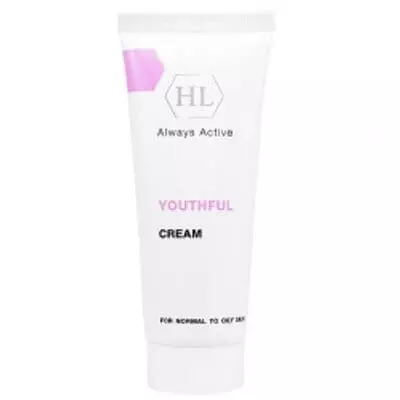 HL
Always Active
YOUTHFUL
CREAM
FOR NORMAL TO OILY SKIN